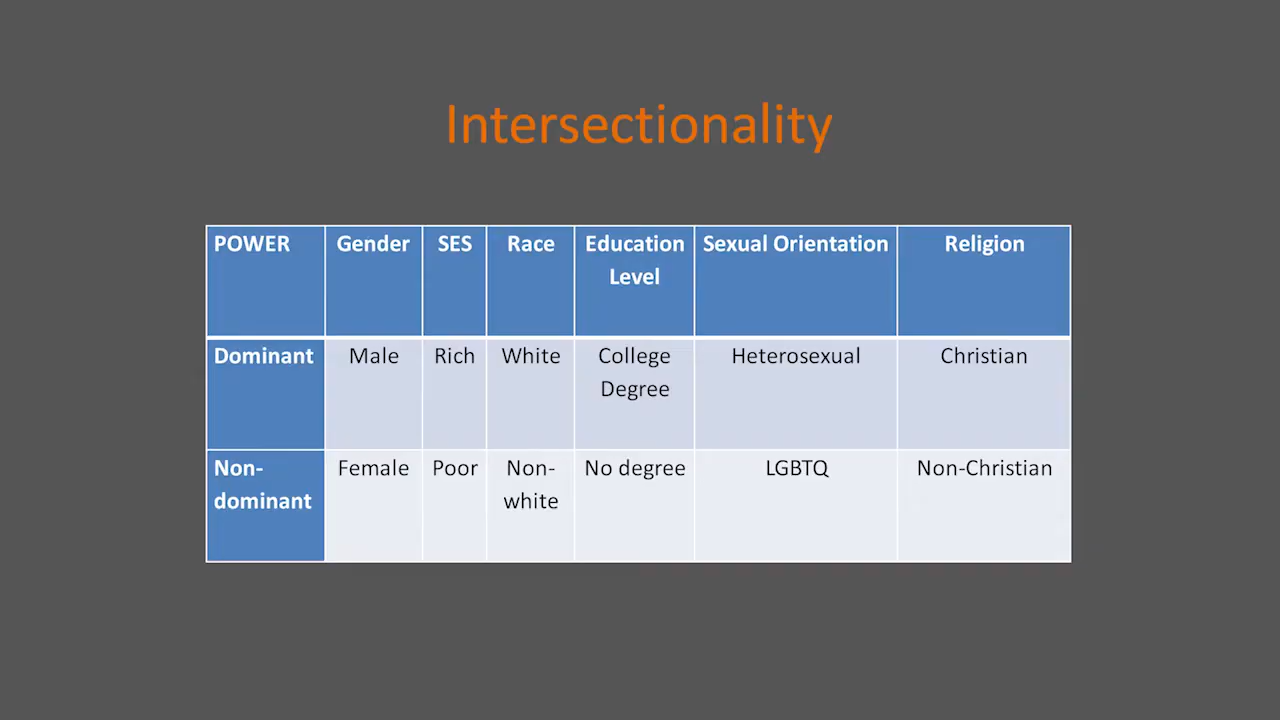 Intersectionality
POWER Gender SES Race Education Sexual Orientation Religion
Level
Dominant Male Rich White College Heterosexual Christian
Degree
Non- Female Poor Non- No degree LGBTQ Non-Christian
dominant white